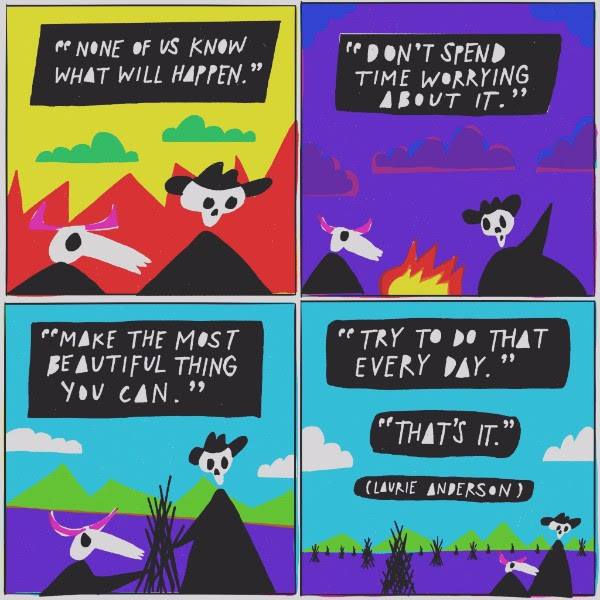 “NONE OF US KNOW
WHAT WILL HAPPEN.”
“DON'T SPEND
TIME WORRYING
ABOUT IT.”
“MAKE THE MOST
BEAUTIFUL THING
YOU CAN.”
“TRY TO DO THAT
EVERY DAY.”
“THAT'S IT.”
(LAURIE ANDERSON)